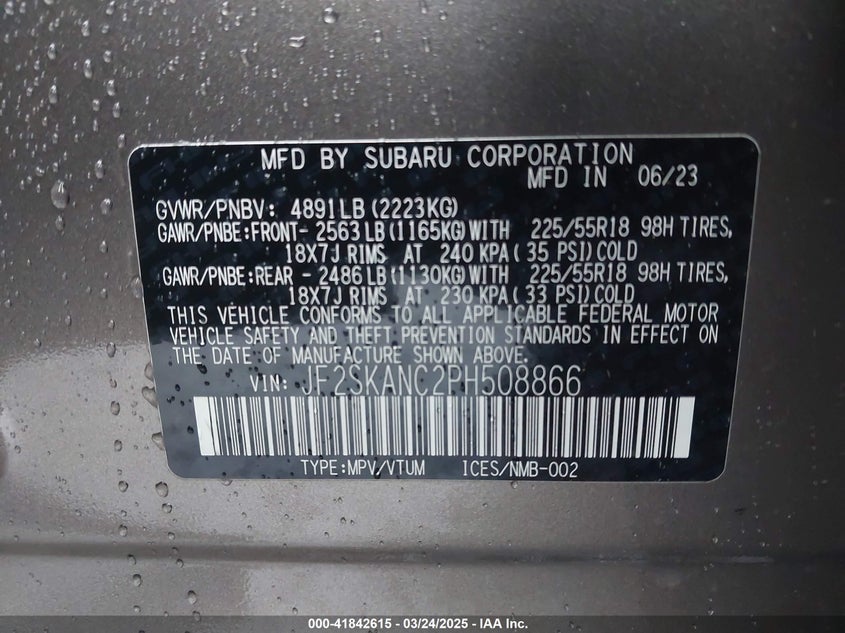 MFD BY SUBARU CORPORATION
MFD IN 06/23
GVWR/PNBV: 4891LB(2223KG)
GAWR/PNBE:FRONT- 2563LB(1165KG)WITH 225/55R18 98H TIRES,
18X7J RIMS AT 240 KPA( 35 PSI)COLD
GAWR/PNBE:REAR - 2486LB(1130KG)WITH 225/55R18 98H TIRES,
18X7J RIMS AT 230 KPA( 33 PSI)COLD
THIS VEHICLE CONFORMS TO ALL APPLICABLE FEDERAL MOTOR
VEHICLE SAFETY AND THEFT PREVENTION STANDARDS IN EFFECT ON
THE DATE OF MANUFACTURE SHOWN ABOVE.
VIN: JF2SKANC2PH508866
TYPE:MPV/VTUM ICES/NMB-002
000-41842615 - 03/24/2025 - IAA Inc.